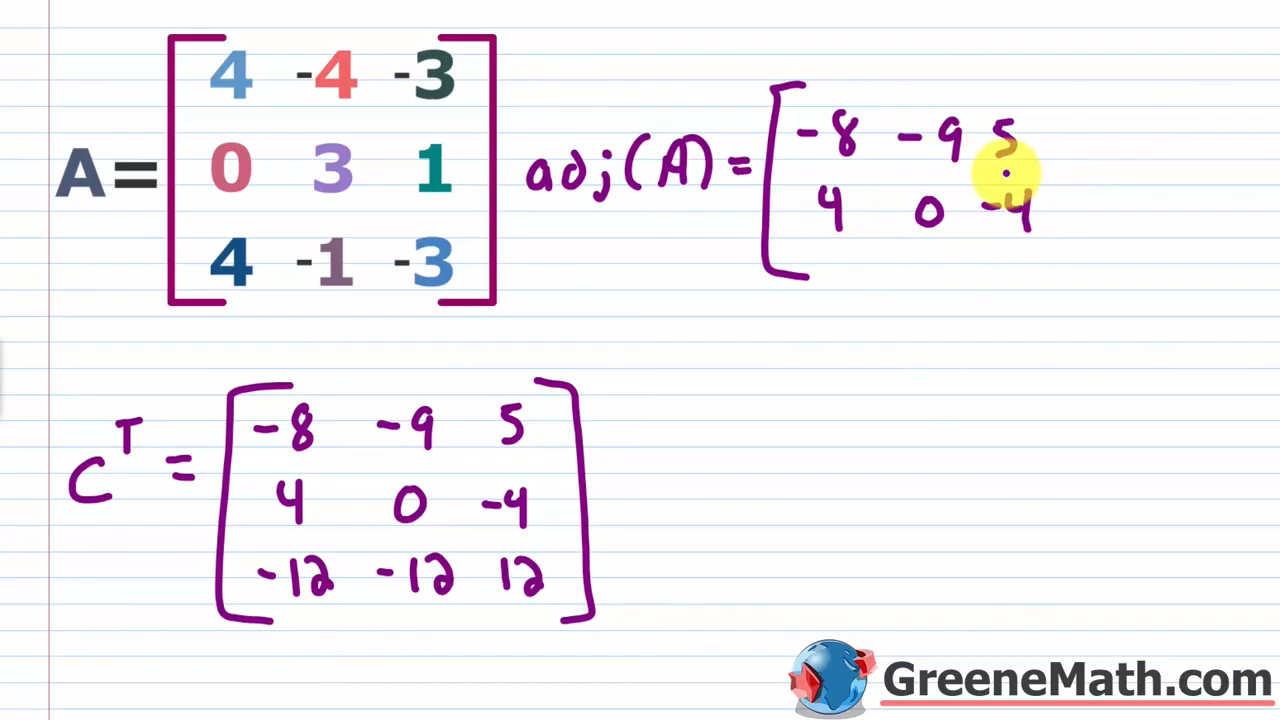 A = [ 4 -4 -3
0 3 1
4 -1 -3 ]
adj(A) = [ -8 -9 5
4 0 -4
C^T = [ -8 -9 5
4 0 -4
-12 -12 12 ]
GreeneMath.com